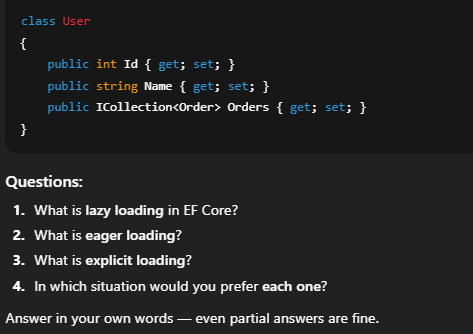 class User
{
    public int Id { get; set; }
    public string Name { get; set; }
    public ICollection<Order> Orders { get; set; }
}
Questions:
1. What is lazy loading in EF Core?
2. What is eager loading?
3. What is explicit loading?
4. In which situation would you prefer each one?
Answer in your own words — even partial answers are fine.